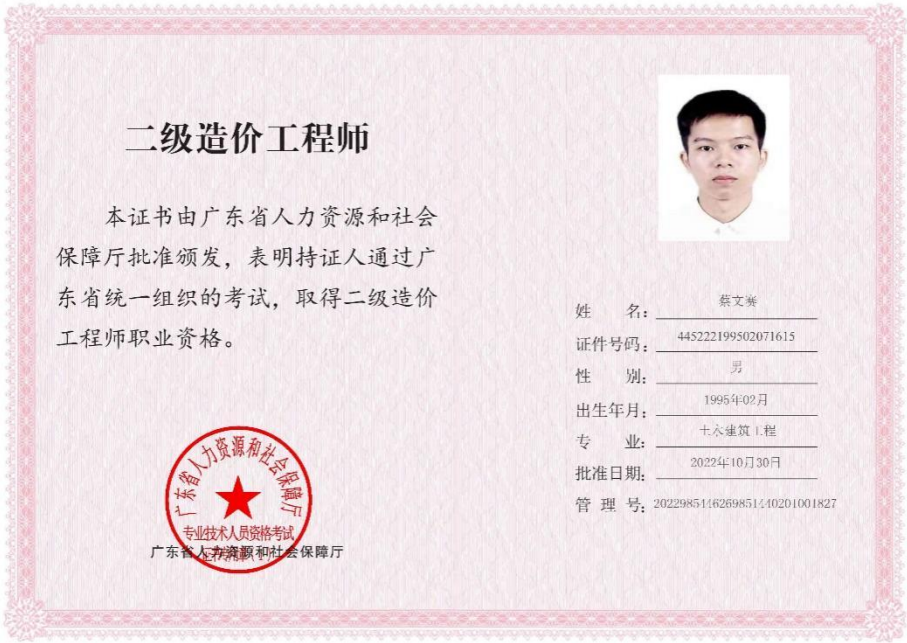 二级造价工程师
本证书由广东省人力资源和社会
保障厅批准颁发，表明持证人通过广
东省统一组织的考试，取得二级造价
工程师职业资格。
广东省人力资源和社会保障厅
专业技术人员资格考试
广东省人力资源和社会保障厅
姓 名：蔡文赛
证件号码：445222199502071615
性 别：男
出生年月：1995年02月
专 业：土木建筑工程
批准日期：2022年10月30日
管 理 号：